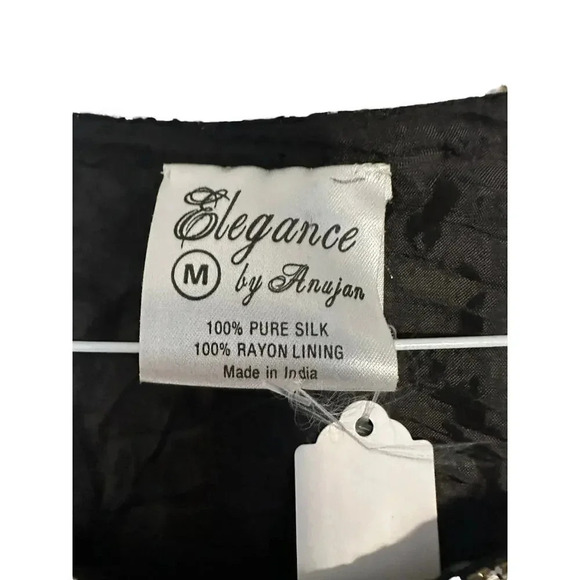 Elegance
M by Anujan
100% PURE SILK
100% RAYON LINING
Made in India